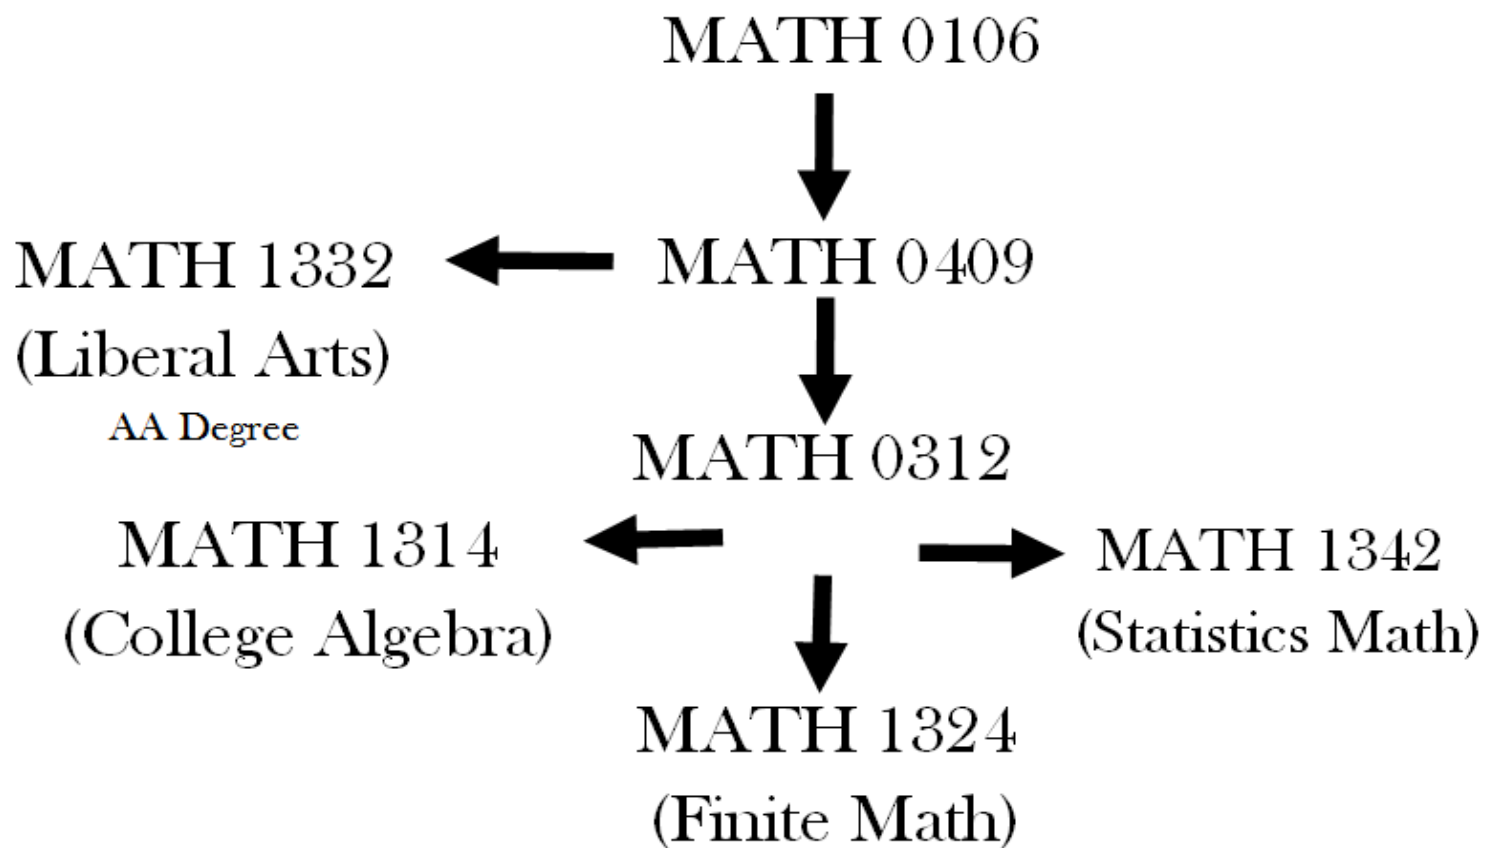 MATH 0106
MATH 1332
(Liberal Arts)
AA Degree
MATH 0409
MATH 0312
MATH 1314
(College Algebra)
MATH 1342
(Statistics Math)
MATH 1324
(Finite Math)